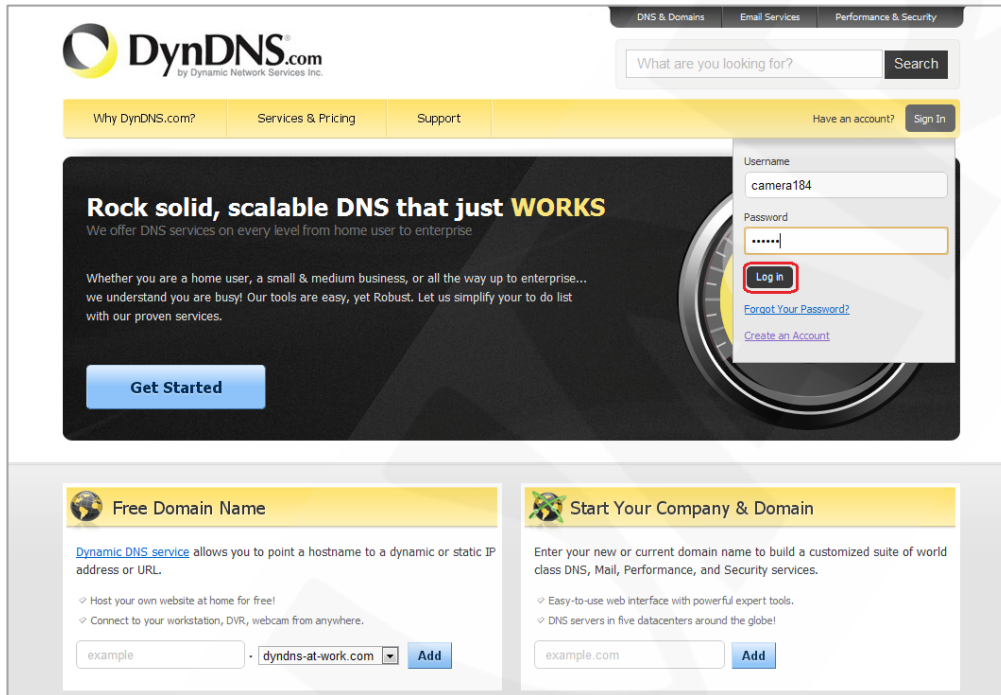 DNS & Domains Email Services Performance & Security
DynDNS.com
by Dynamic Network Services Inc.
What are you looking for? Search
Why DynDNS.com? Services & Pricing Support Have an account? Sign In
Username
camera184
Password
••••••
Log in
Forgot Your Password?
Create an Account
Rock solid, scalable DNS that just WORKS
We offer DNS services on every level from home user to enterprise
Whether you are a home user, a small & medium business, or all the way up to enterprise...
we understand you are busy! Our tools are easy, yet Robust. Let us simplify your to do list
with our proven services.
Get Started
Free Domain Name
Dynamic DNS service allows you to point a hostname to a dynamic or static IP
address or URL.
Host your own website at home for free!
Connect to your workstation, DVR, webcam from anywhere.
example . dyndns-at-work.com Add
Start Your Company & Domain
Enter your new or current domain name to build a customized suite of world
class DNS, Mail, Performance, and Security services.
Easy-to-use web interface with powerful expert tools.
DNS servers in five datacenters around the globe!
example.com Add